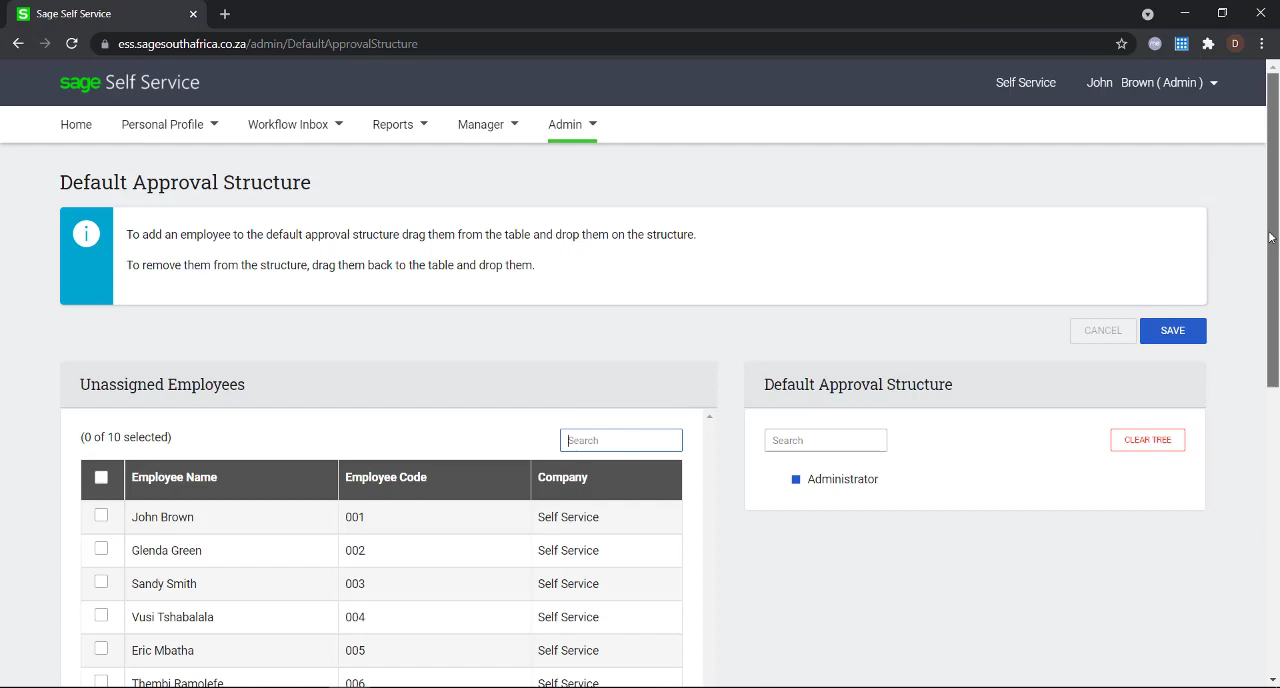 Sage Self Service
ess.sagesouthafrica.co.za/admin/DefaultApprovalStructure
D
sage Self Service
Self Service
John Brown ( Admin )
Home
Personal Profile
Workflow Inbox
Reports
Manager
Admin
Default Approval Structure
To add an employee to the default approval structure drag them from the table and drop them on the structure.
To remove them from the structure, drag them back to the table and drop them.
CANCEL
SAVE
Unassigned Employees
(0 of 10 selected)
Search
Employee Name Employee Code Company
John Brown 001 Self Service
Glenda Green 002 Self Service
Sandy Smith 003 Self Service
Vusi Tshabalala 004 Self Service
Eric Mbatha 005 Self Service
Thembi Ramolefe 006 Self Service
Default Approval Structure
Search
CLEAR TREE
Administrator